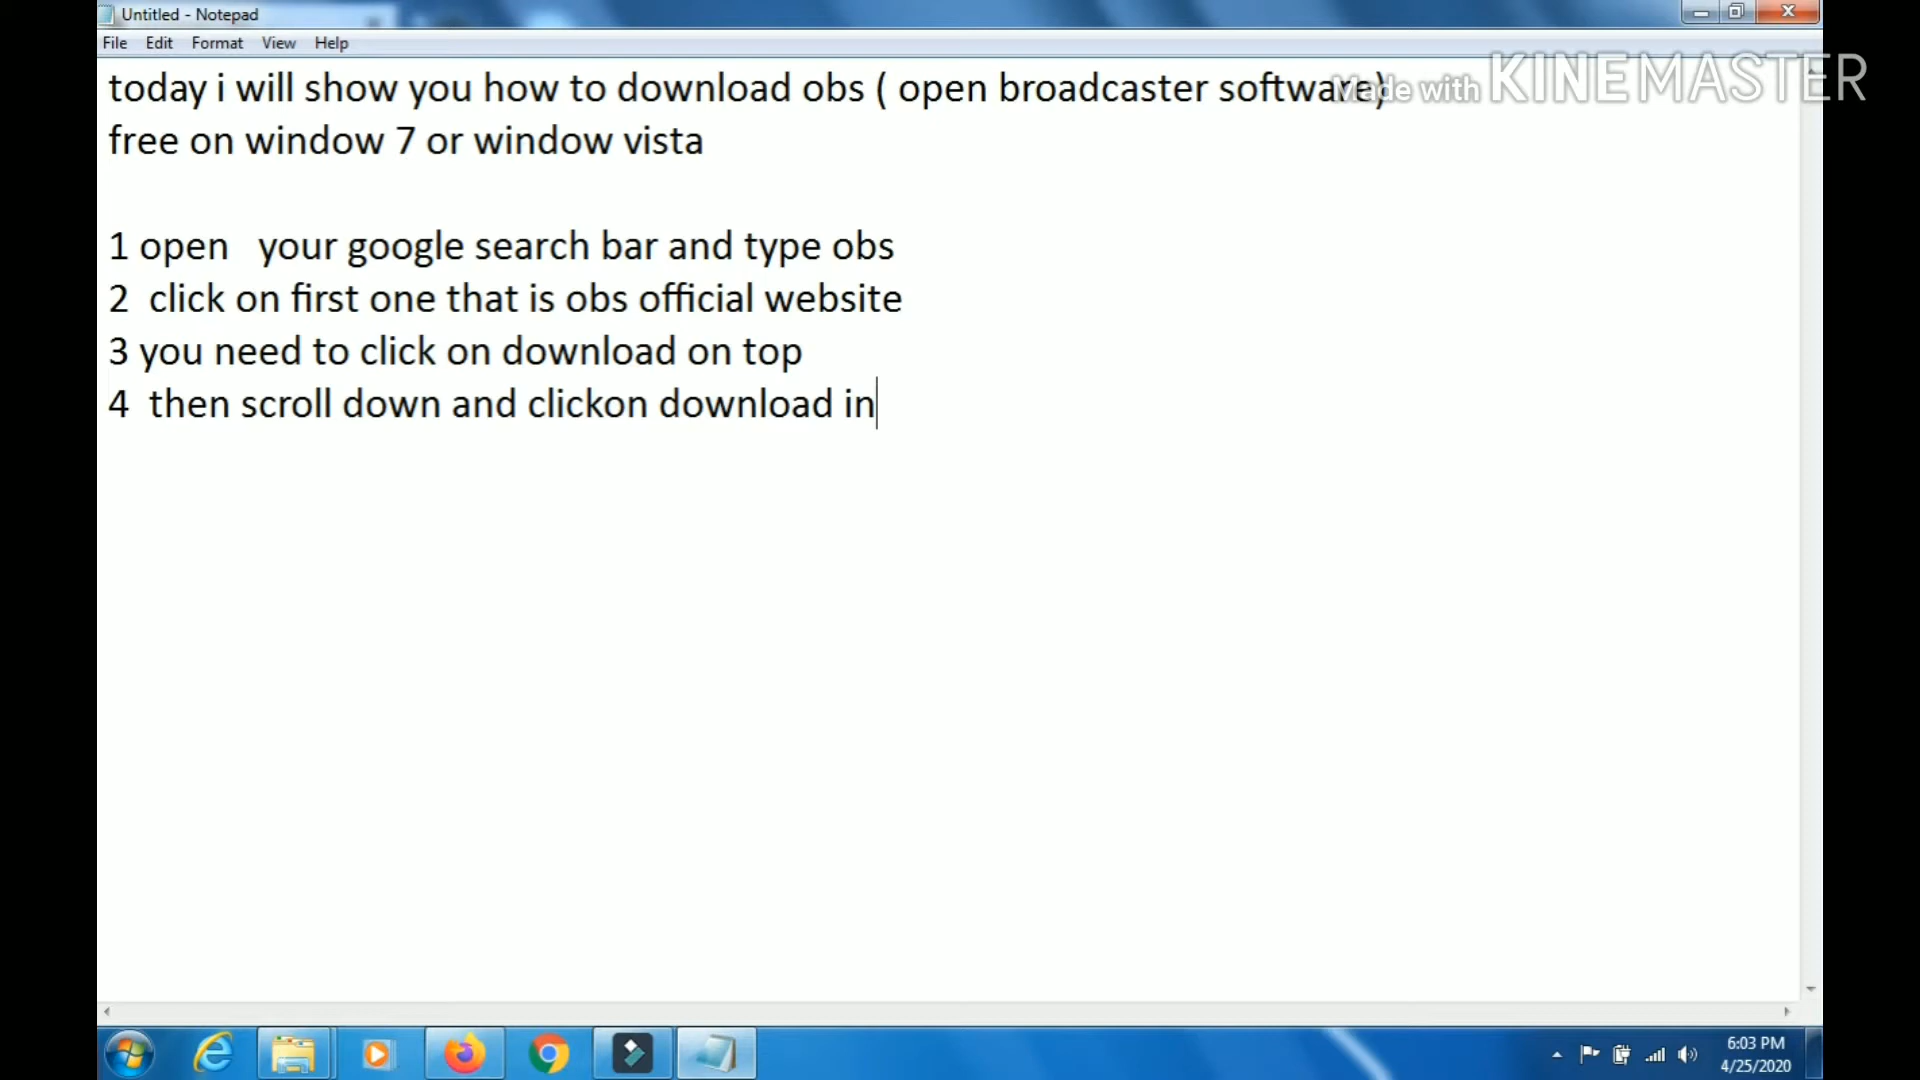 Untitled - Notepad
File Edit Format View Help
Made with KINEMASTER
today i will show you how to download obs ( open broadcaster software)
free on window 7 or window vista
1 open   your google search bar and type obs
2  click on first one that is obs official website
3 you need to click on download on top
4  then scroll down and clickon download in
6:03 PM
4/25/2020